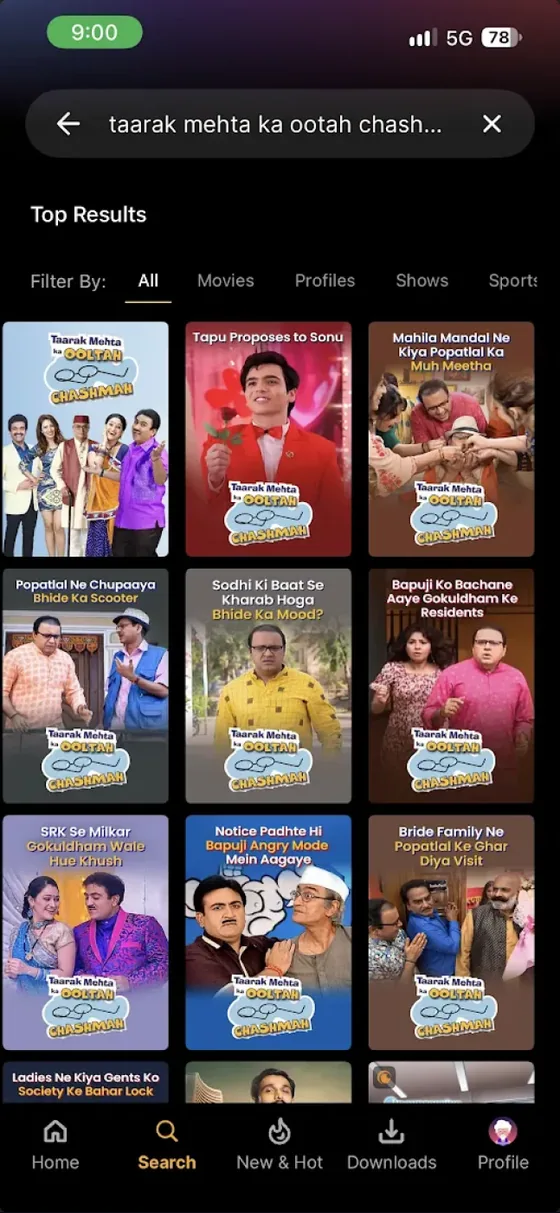 9:00
5G
78
taarak mehta ka ootah chash...
Top Results
Filter By:
All
Movies
Profiles
Shows
Sports
Taarak Mehta
ka OOLTAH
CHASHMAH
Tapu Proposes to Sonu
Taarak Mehta
ka OOLTAH
CHASHMAH
Mahila Mandal Ne
Kiya Popatlal Ka
Muh Meetha
Taarak Mehta
ka OOLTAH
CHASHMAH
Popatlal Ne Chupaaya
Bhide Ka Scooter
Taarak Mehta
ka OOLTAH
CHASHMAH
Sodhi Ki Baat Se
Kharab Hoga
Bhide Ka Mood?
Taarak Mehta
ka OOLTAH
CHASHMAH
Bapuji Ko Bachane
Aaye Gokuldham Ke
Residents
Taarak Mehta
ka OOLTAH
CHASHMAH
SRK Se Milkar
Gokuldham Wale
Hue Khush
Taarak Mehta
ka OOLTAH
CHASHMAH
Notice Padhte Hi
Bapuji Angry Mode
Mein Aagaye
Taarak Mehta
ka OOLTAH
CHASHMAH
Bride Family Ne
Popatlal Ke Ghar
Diya Visit
Taarak Mehta
ka OOLTAH
CHASHMAH
Ladies Ne Kiya Gents Ko
Society Ke Bahar Lock
Home
Search
New & Hot
Downloads
Profile